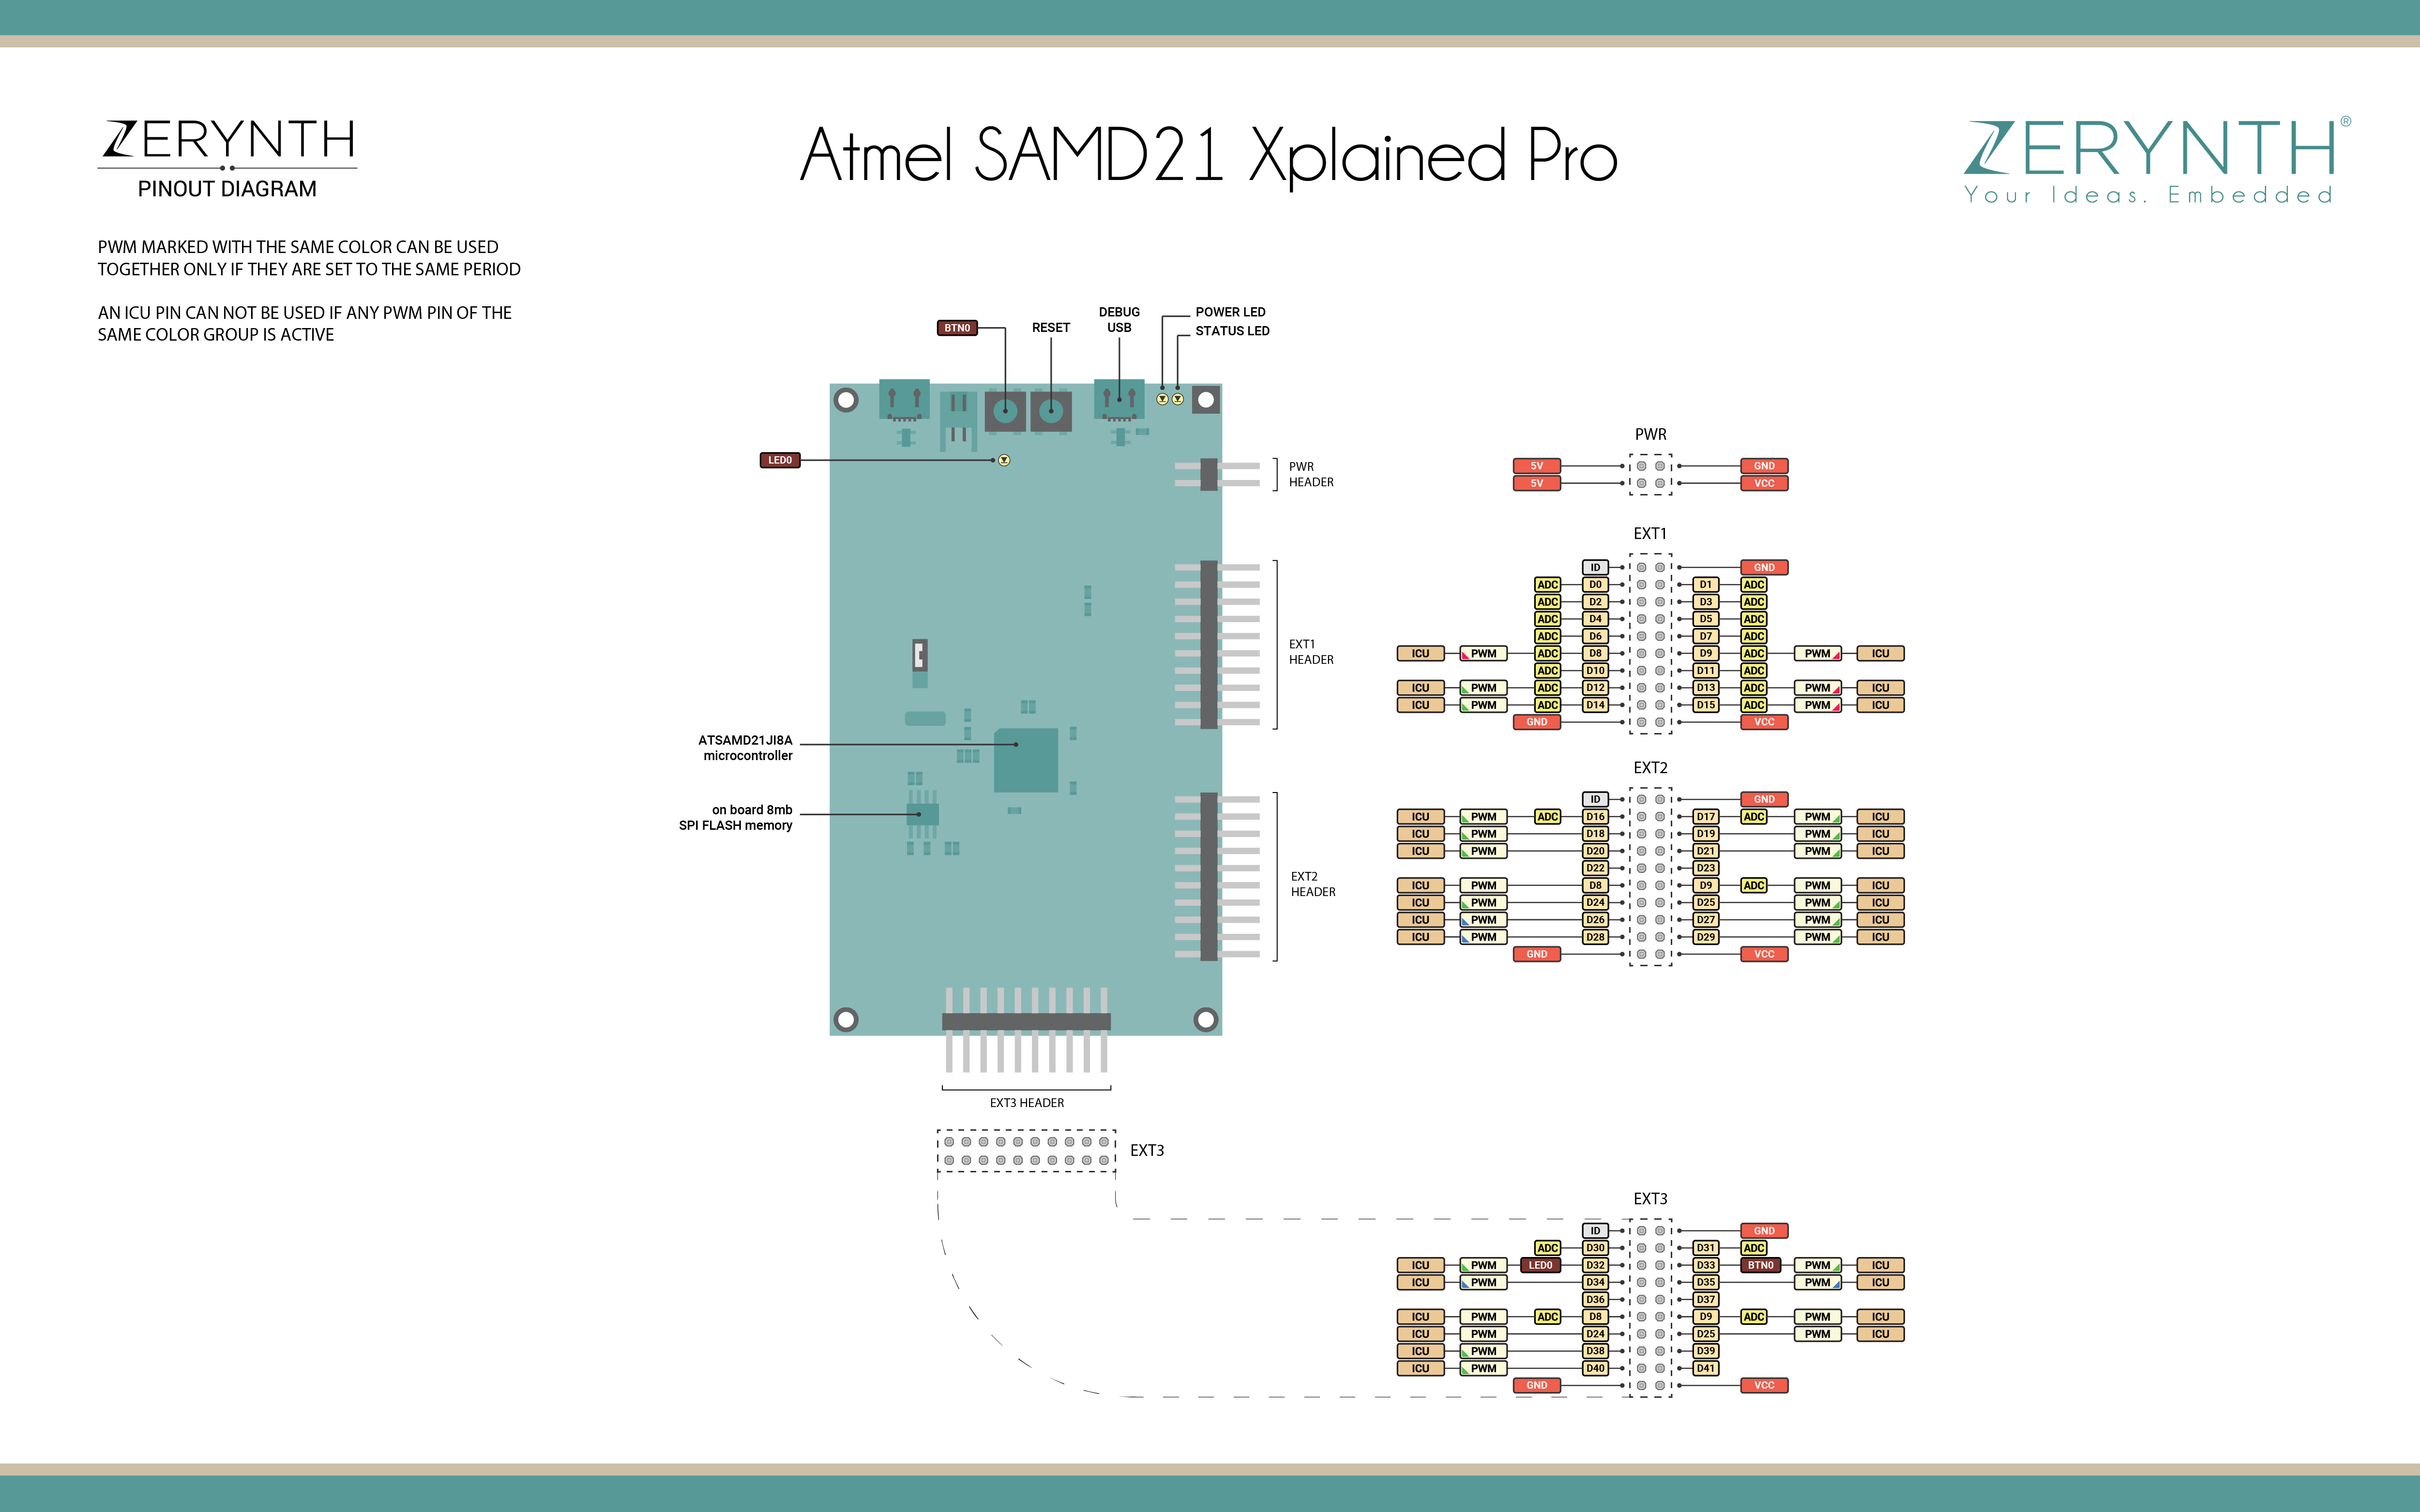 ZERYNTH
PINOUT DIAGRAM
Atmel SAMD21 Xplained Pro
ZERYNTH®
Your Ideas. Embedded
PWM MARKED WITH THE SAME COLOR CAN BE USED
TOGETHER ONLY IF THEY ARE SET TO THE SAME PERIOD
AN ICU PIN CAN NOT BE USED IF ANY PWM PIN OF THE
SAME COLOR GROUP IS ACTIVE
BTN0
RESET
DEBUG
USB
POWER LED
STATUS LED
LED0
PWR
HEADER
EXT1
HEADER
ATSAMD21JI8A
microcontroller
on board 8mb
SPI FLASH memory
EXT2
HEADER
EXT3 HEADER
EXT3
PWR
5V GND
5V VCC
EXT1
ID GND
ADC D0 D1 ADC
ADC D2 D3 ADC
ADC D4 D5 ADC
ADC D6 D7 ADC
ICU PWM ADC D8 D9 ADC PWM ICU
ADC D10 D11 ADC
ICU PWM ADC D12 D13 ADC PWM ICU
ICU PWM ADC D14 D15 ADC PWM ICU
GND VCC
EXT2
ID GND
ICU PWM ADC D16 D17 ADC PWM ICU
ICU PWM D18 D19 PWM ICU
ICU PWM D20 D21 PWM ICU
D22 D23
ICU PWM D8 D9 ADC PWM ICU
ICU PWM D24 D25 PWM ICU
ICU PWM D26 D27 PWM ICU
ICU PWM D28 D29 PWM ICU
GND VCC
EXT3
ID GND
ADC D30 D31 ADC
ICU PWM LED0 D32 D33 BTN0 PWM ICU
ICU PWM D34 D35 PWM ICU
D36 D37
ICU PWM ADC D8 D9 ADC PWM ICU
ICU PWM D24 D25 PWM ICU
ICU PWM D38 D39
ICU PWM D40 D41
GND VCC